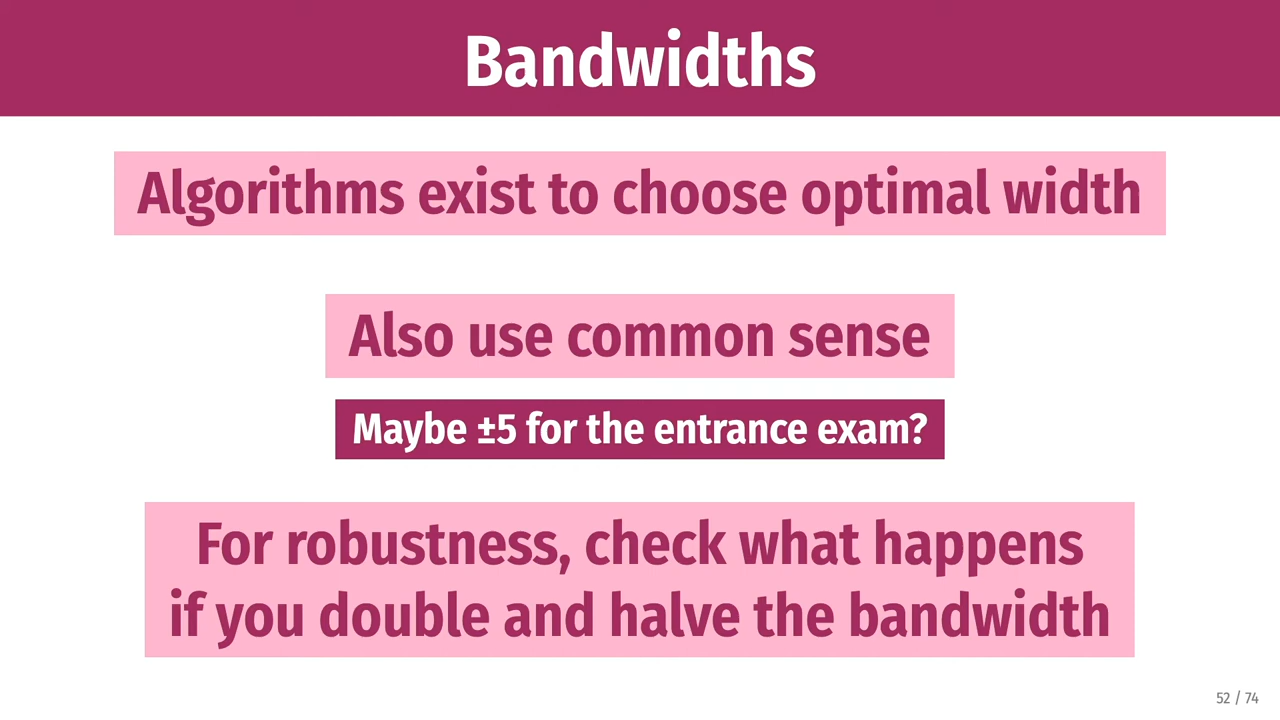 Bandwidths
Algorithms exist to choose optimal width
Also use common sense
Maybe ±5 for the entrance exam?
For robustness, check what happens
if you double and halve the bandwidth
52 / 74